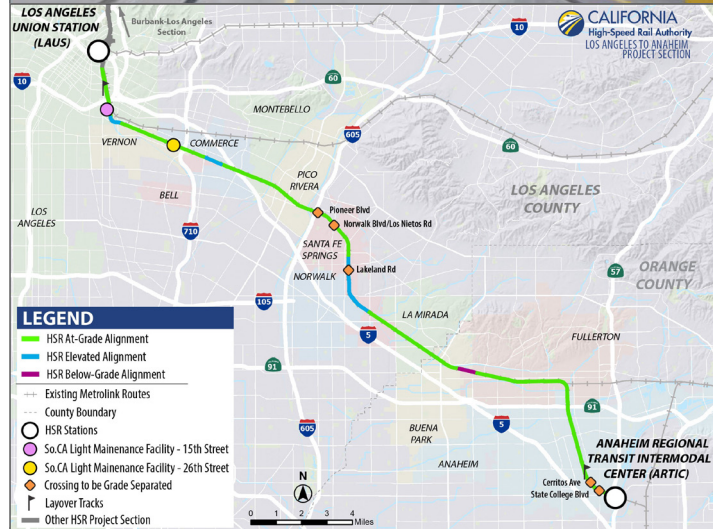 LOS ANGELES
UNION STATION
(LAUS)
Burbank-Los Angeles
Section
CALIFORNIA
High-Speed Rail Authority
LOS ANGELES TO ANAHEIM
PROJECT SECTION
10
10
60
MONTEBELLO
605
60
VERNON
COMMERCE
PICO
RIVERA
BELL
LOS ANGELES
COUNTY
LOS
ANGELES
710
Pioneer Blvd
Norwalk Blvd/Los Nietos Rd
SANTA FE
SPRINGS
NORWALK
Lakeland Rd
57
ORANGE
COUNTY
105
LA MIRADA
5
FULLERTON
91
91
605
BUENA
PARK
5
ANAHEIM
ANAHEIM REGIONAL
TRANSIT INTERMODAL
CENTER (ARTIC)
Cerritos Ave
State College Blvd
LEGEND
HSR At-Grade Alignment
HSR Elevated Alignment
HSR Below-Grade Alignment
Existing Metrolink Routes
County Boundary
HSR Stations
So.CA Light Mainenance Facility - 15th Street
So.CA Light Mainenance Facility - 26th Street
Crossing to be Grade Separated
Layover Tracks
Other HSR Project Section
N
0 1 2 3 4
Miles